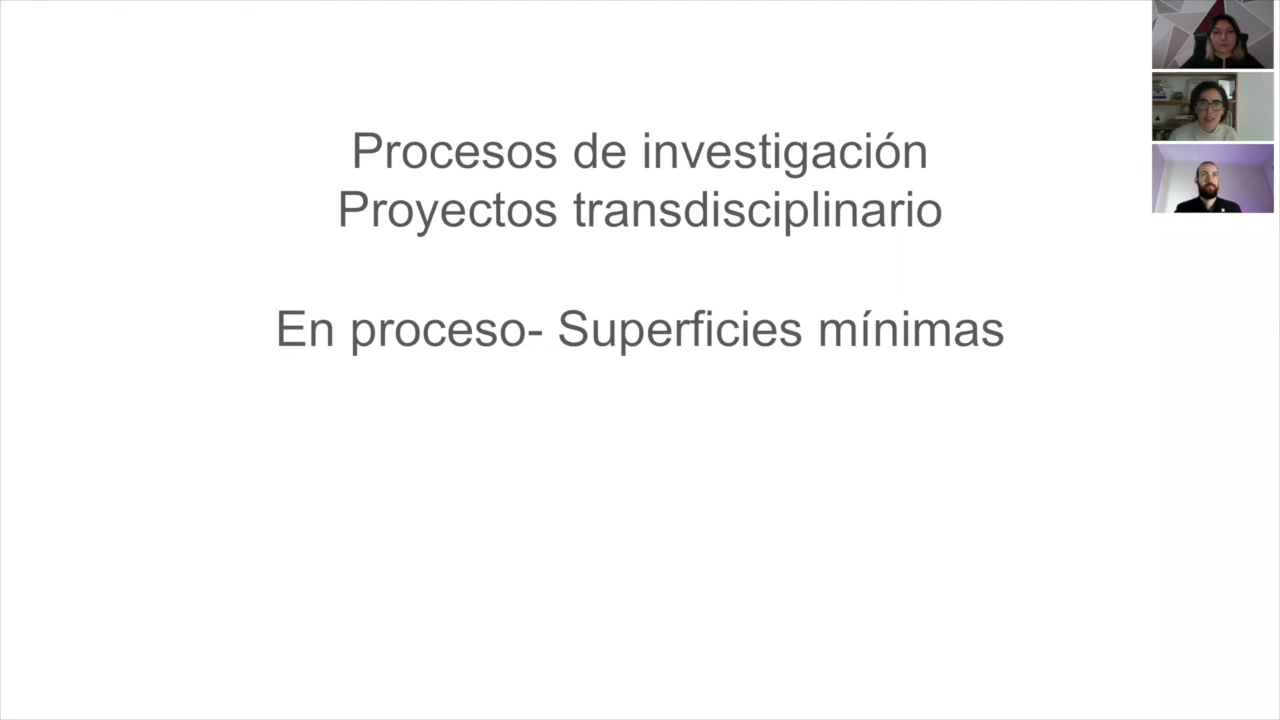 Procesos de investigación
Proyectos transdisciplinario
En proceso- Superficies mínimas